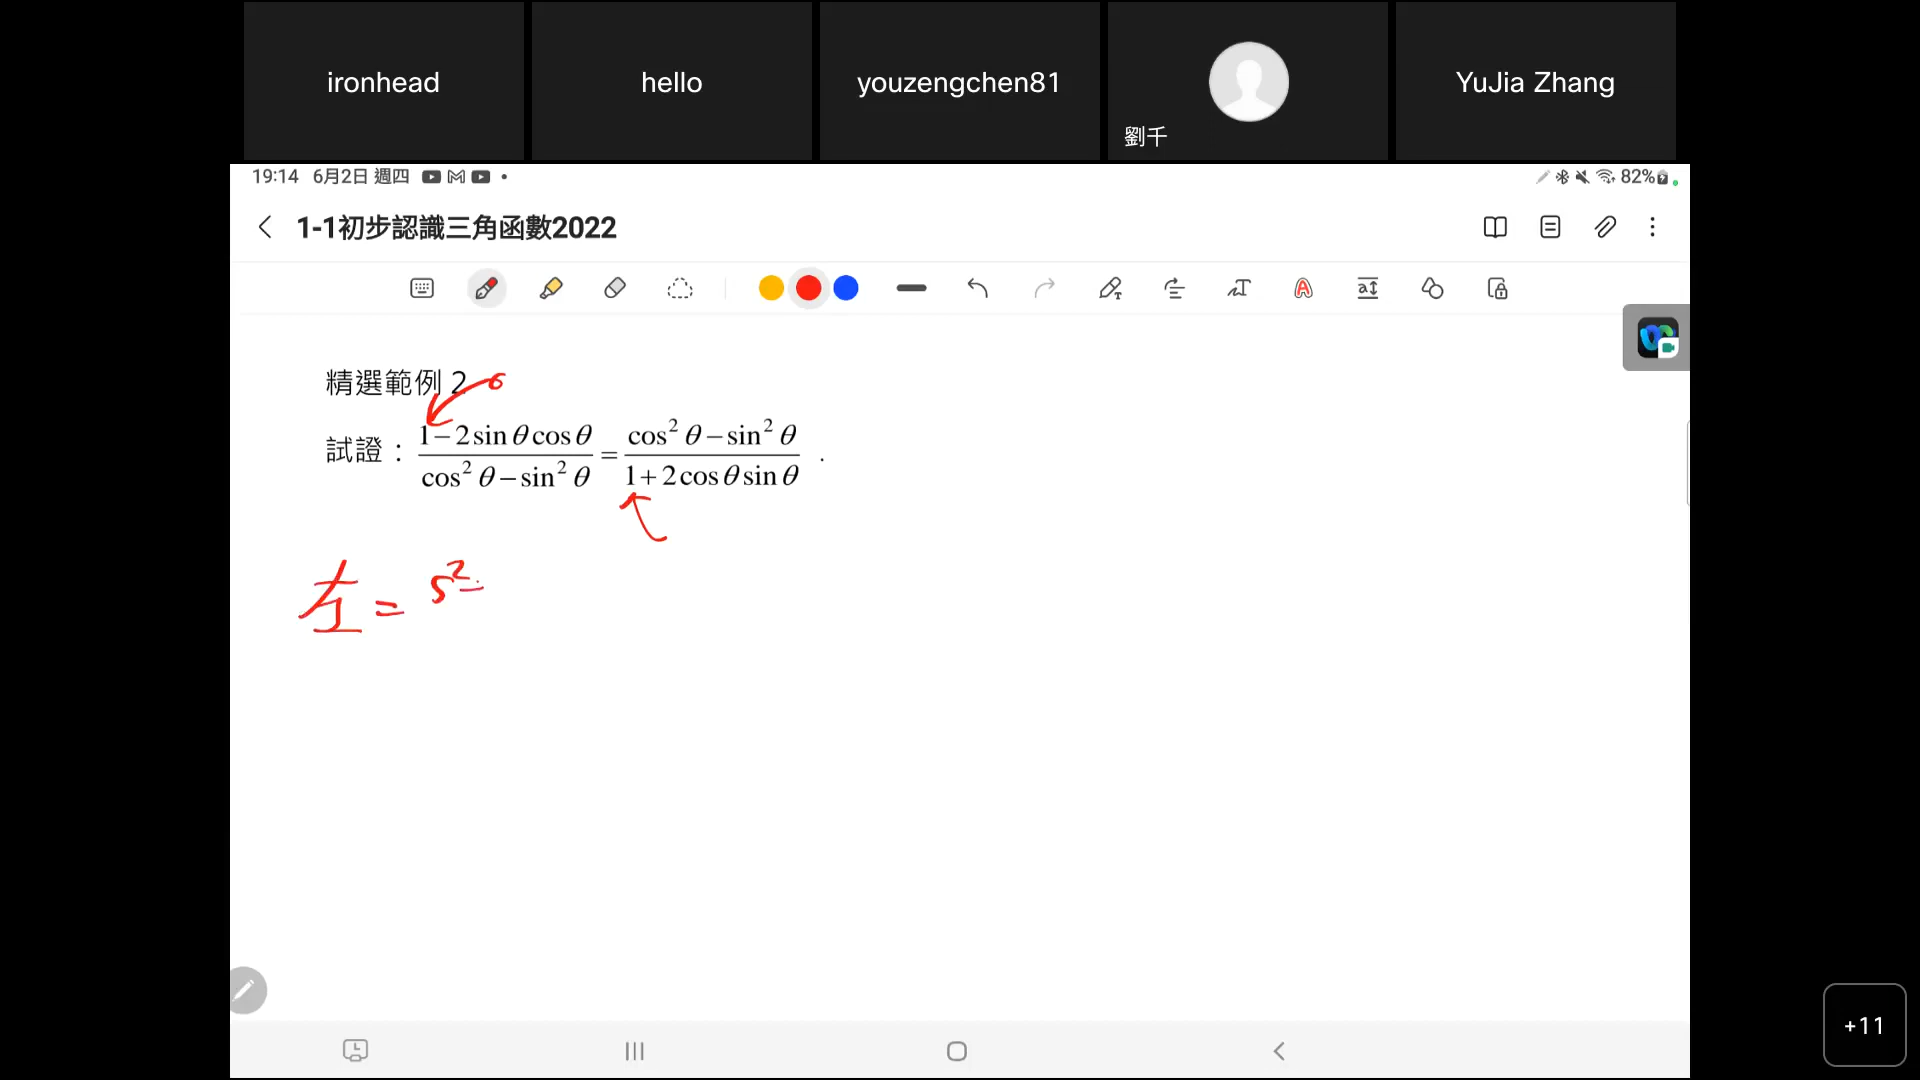 ironhead
hello
youzengchen81
劉千
YuJia Zhang
19:14 6月2日 週四
82%
1-1初步認識三角函數2022
精選範例 2
試證：(1−2sinθcosθ)/(cos²θ−sin²θ) = (cos²θ−sin²θ)/(1+2cosθsinθ) .
左 = s²
+11